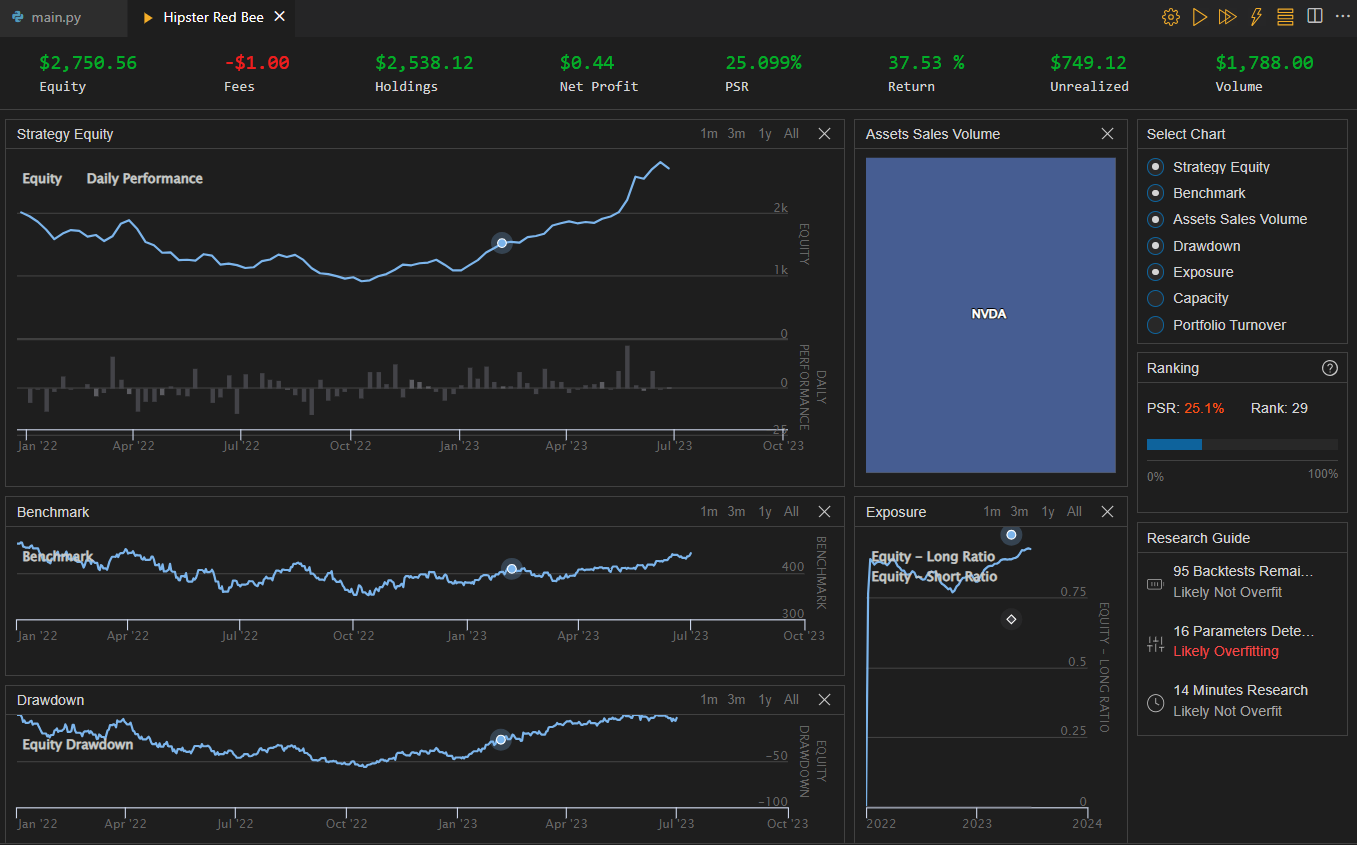 main.py
Hipster Red Bee
$2,750.56 -$1.00 $2,538.12 $0.44 25.099% 37.53 % $749.12 $1,788.00
Equity Fees Holdings Net Profit PSR Return Unrealized Volume
Strategy Equity 1m 3m 1y All
Equity Daily Performance
2k
1k
0
EQUITY
0
DAILY
PERFORMANCE
Jan '22 Apr '22 Jul '22 Oct '22 Jan '23 Apr '23 Jul '23 Oct '23
Assets Sales Volume
NVDA
Select Chart
Strategy Equity
Benchmark
Assets Sales Volume
Drawdown
Exposure
Capacity
Portfolio Turnover
Ranking
PSR: 25.1% Rank: 29
0% 100%
Benchmark 1m 3m 1y All
Benchmark
400
300
BENCHMARK
Jan '22 Apr '22 Jul '22 Oct '22 Jan '23 Apr '23 Jul '23 Oct '23
Drawdown 1m 3m 1y All
Equity Drawdown
-50
-100
EQUITY
DRAWDOWN
Jan '22 Apr '22 Jul '22 Oct '22 Jan '23 Apr '23 Jul '23 Oct '23
Exposure 1m 3m 1y All
Equity - Long Ratio
Equity - Short Ratio
0.75
0.5
0.25
0
EQUITY - LONG RATIO
2022 2023 2024
Research Guide
95 Backtests Remai...
Likely Not Overfit
16 Parameters Dete...
Likely Overfitting
14 Minutes Research
Likely Not Overfit